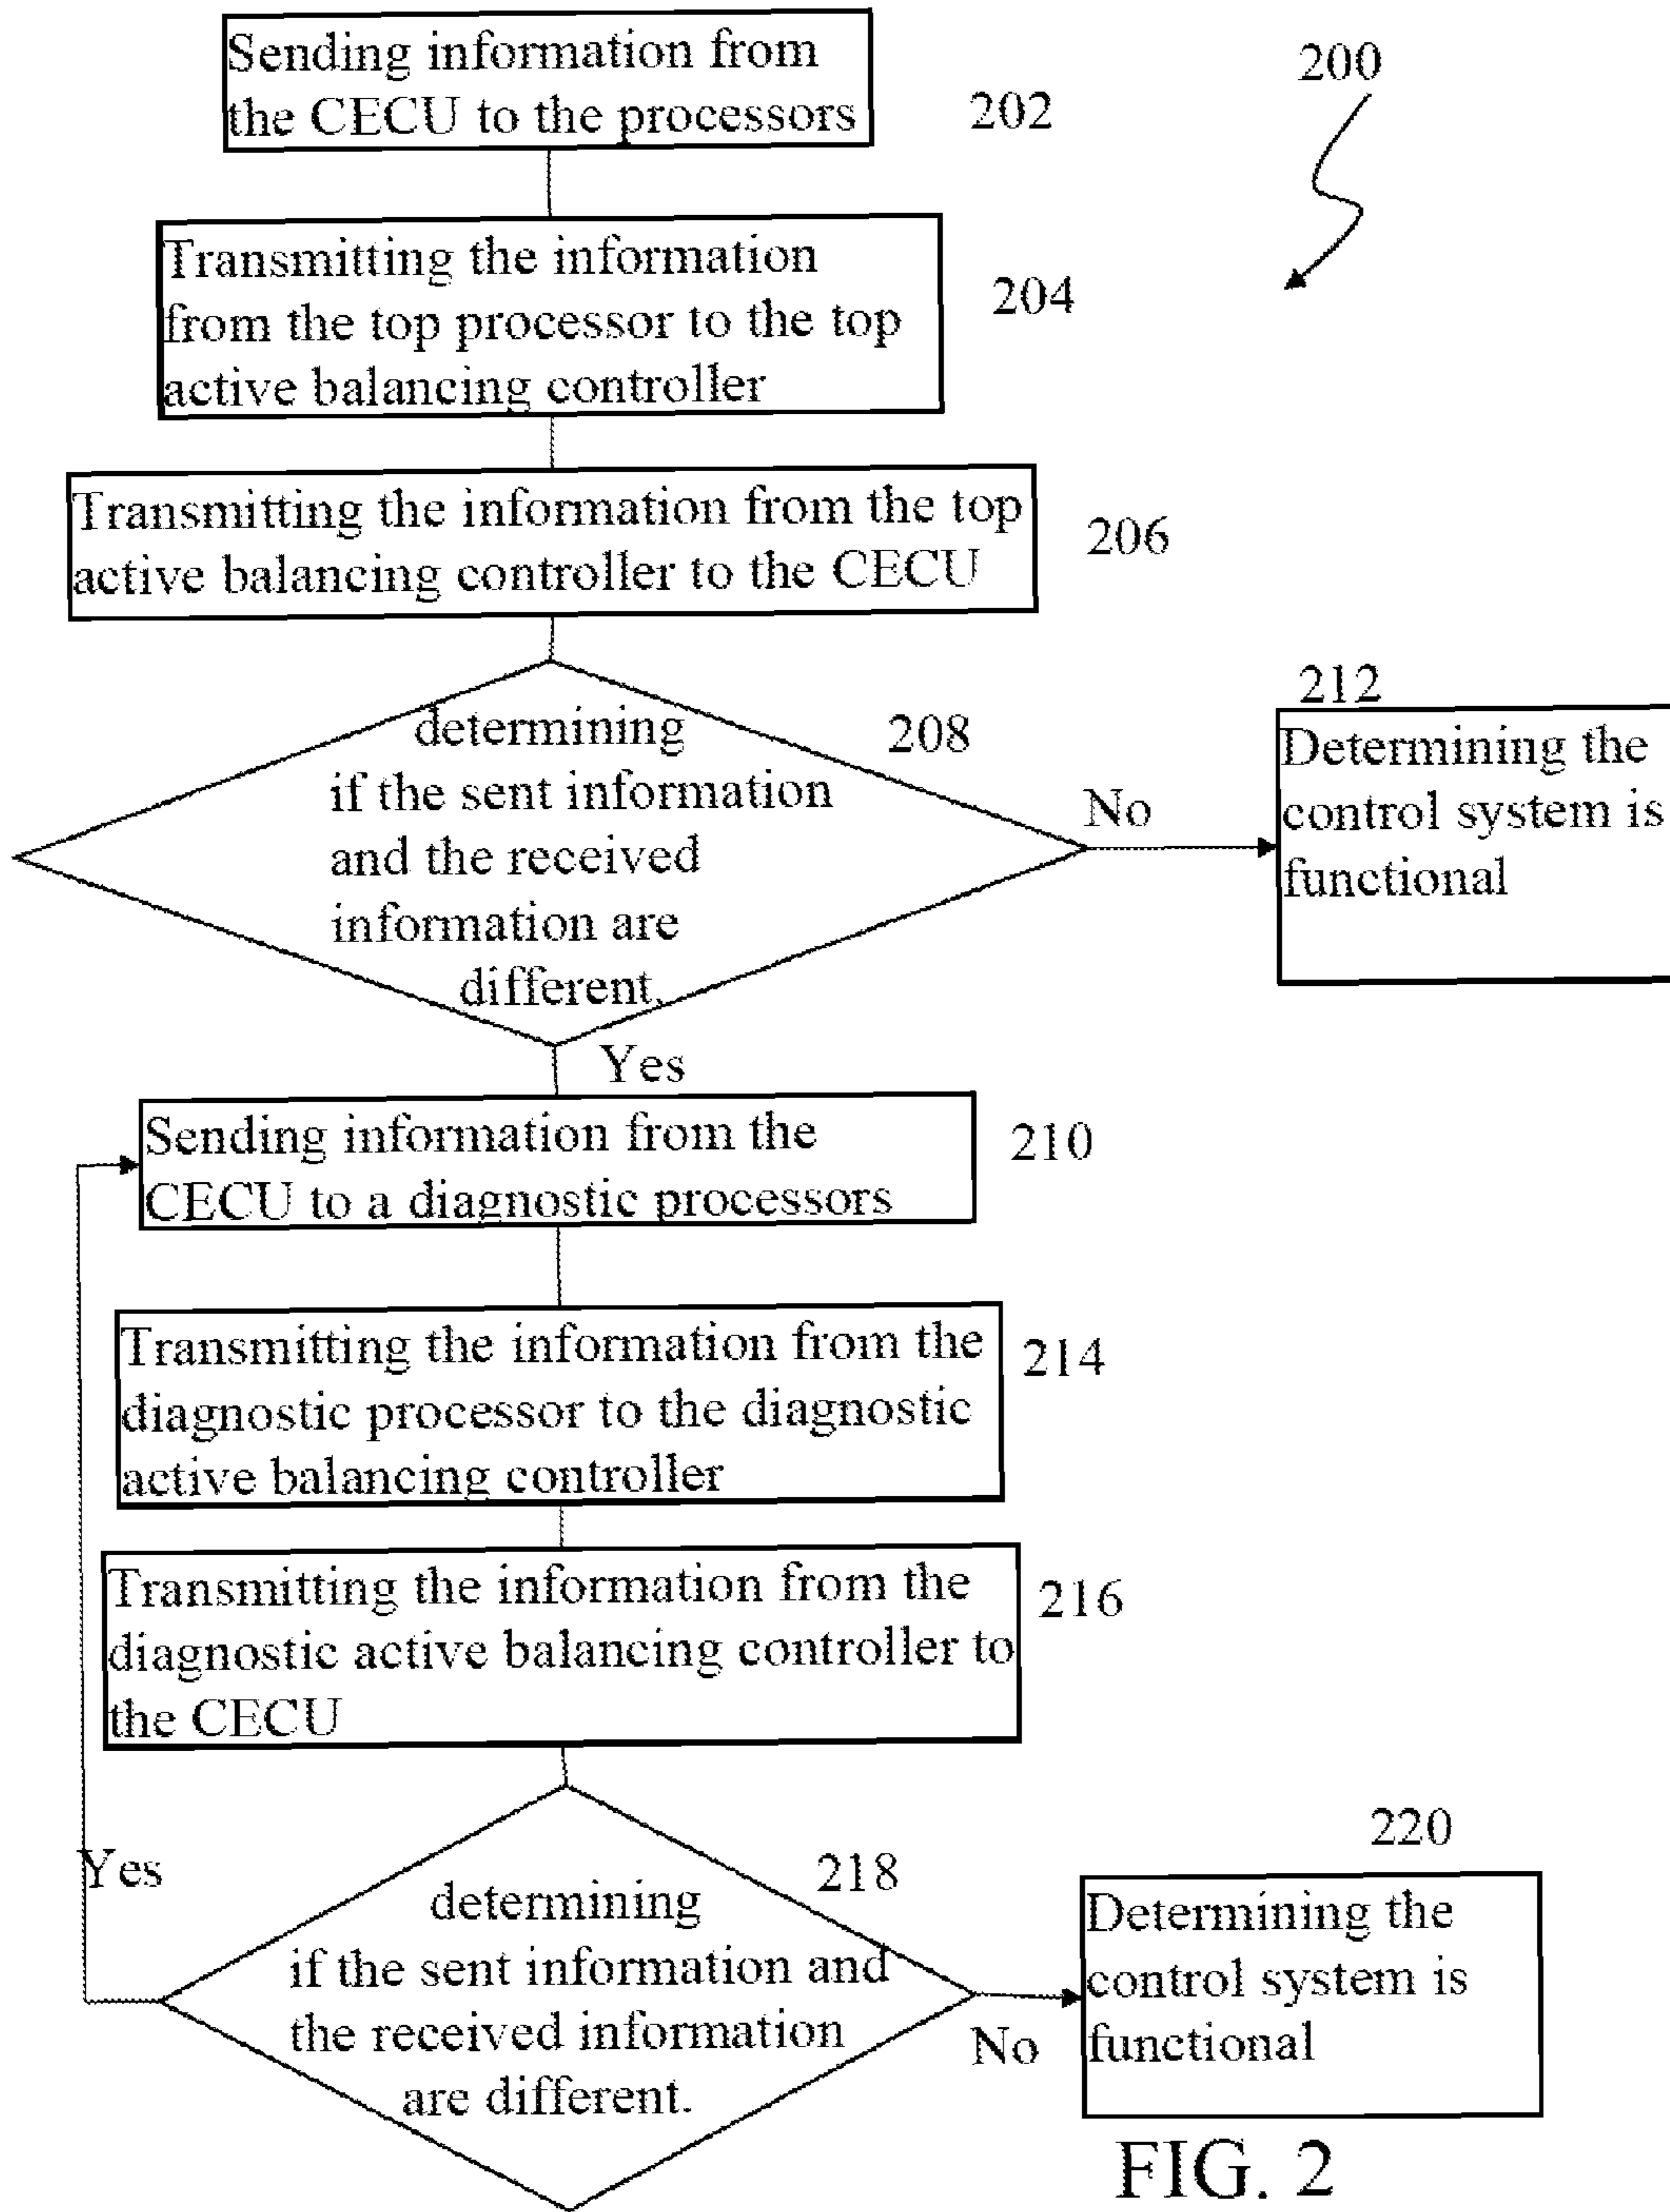 Sending information from
the CECU to the processors
202
200
Transmitting the information
from the top processor to the top
active balancing controller
204
Transmitting the information from the top
active balancing controller to the CECU
206
determining
if the sent information
and the received
information are
different.
208
No
212
Determining the
control system is
functional
Yes
Sending information from the
CECU to a diagnostic processors
210
Transmitting the information from the
diagnostic processor to the diagnostic
active balancing controller
214
Transmitting the information from the
diagnostic active balancing controller to
the CECU
216
Yes
determining
if the sent information and
the received information
are different.
218
No
220
Determining the
control system is
functional
FIG. 2